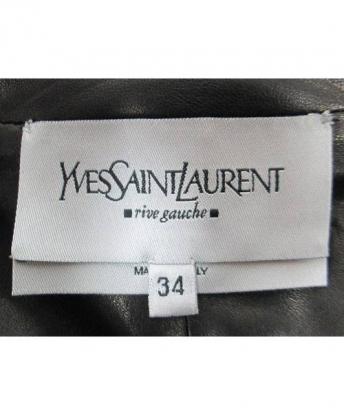 YVESSAINTLAURENT
rive gauche
34